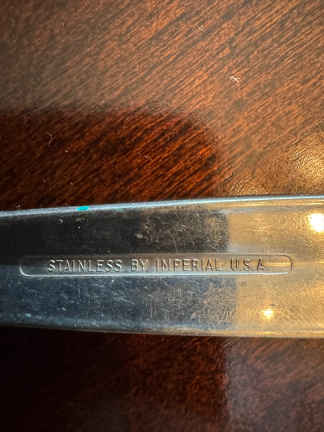 STAINLESS BY IMPERIAL U.S.A.